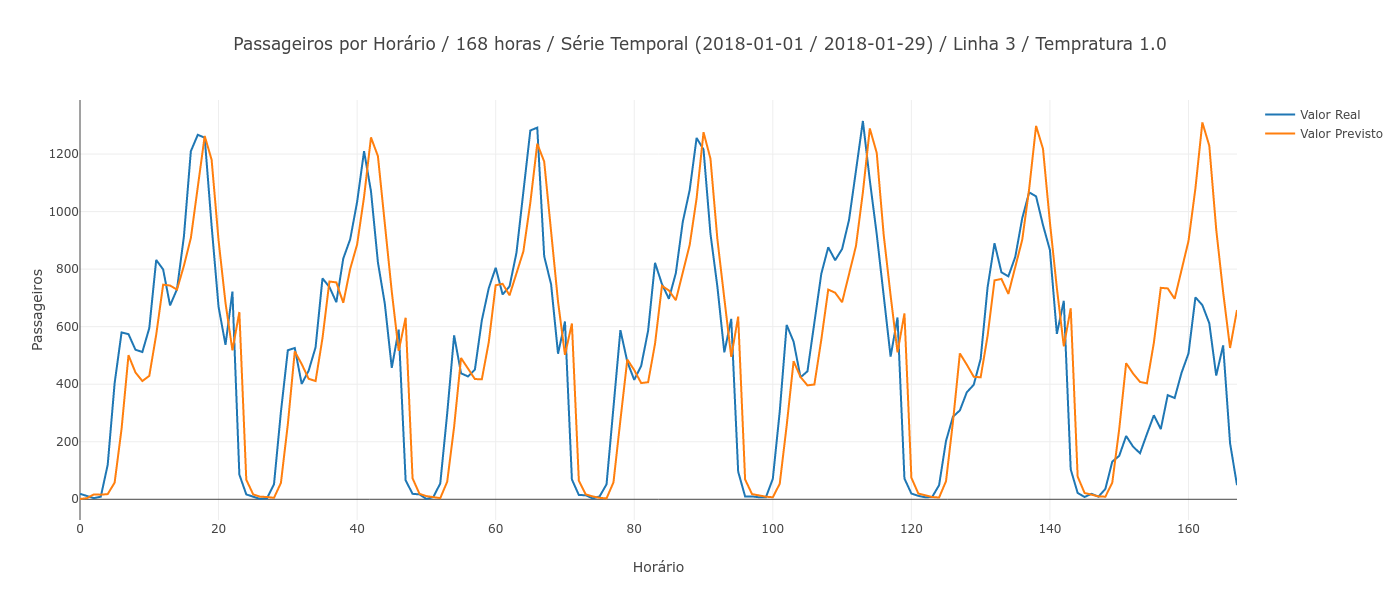 Passageiros por Horário / 168 horas / Série Temporal (2018-01-01 / 2018-01-29) / Linha 3 / Tempratura 1.0
Valor Real
Valor Previsto
1200
1000
800
600
400
200
0
Passageiros
0 20 40 60 80 100 120 140 160
Horário